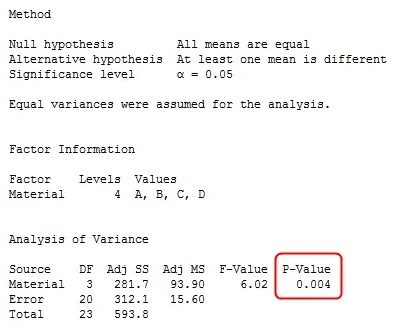 Method
Null hypothesis All means are equal
Alternative hypothesis At least one mean is different
Significance level α = 0.05
Equal variances were assumed for the analysis.
Factor Information
Factor Levels Values
Material 4 A, B, C, D
Analysis of Variance
Source DF Adj SS Adj MS F-Value P-Value
Material 3 281.7 93.90 6.02 0.004
Error 20 312.1 15.60
Total 23 593.8